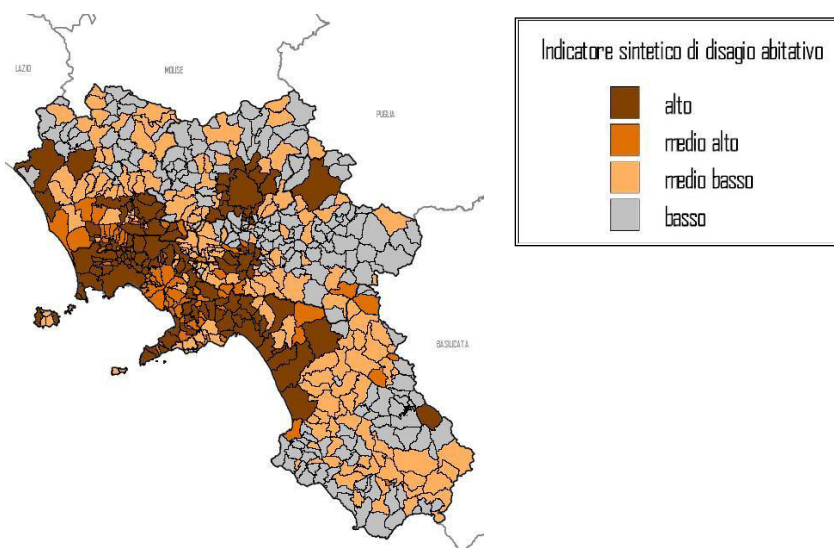 LAZIO
MOLISE
PUGLIA
BASILICATA
Indicatore sintetico di disagio abitativo
alto
medio alto
medio basso
basso